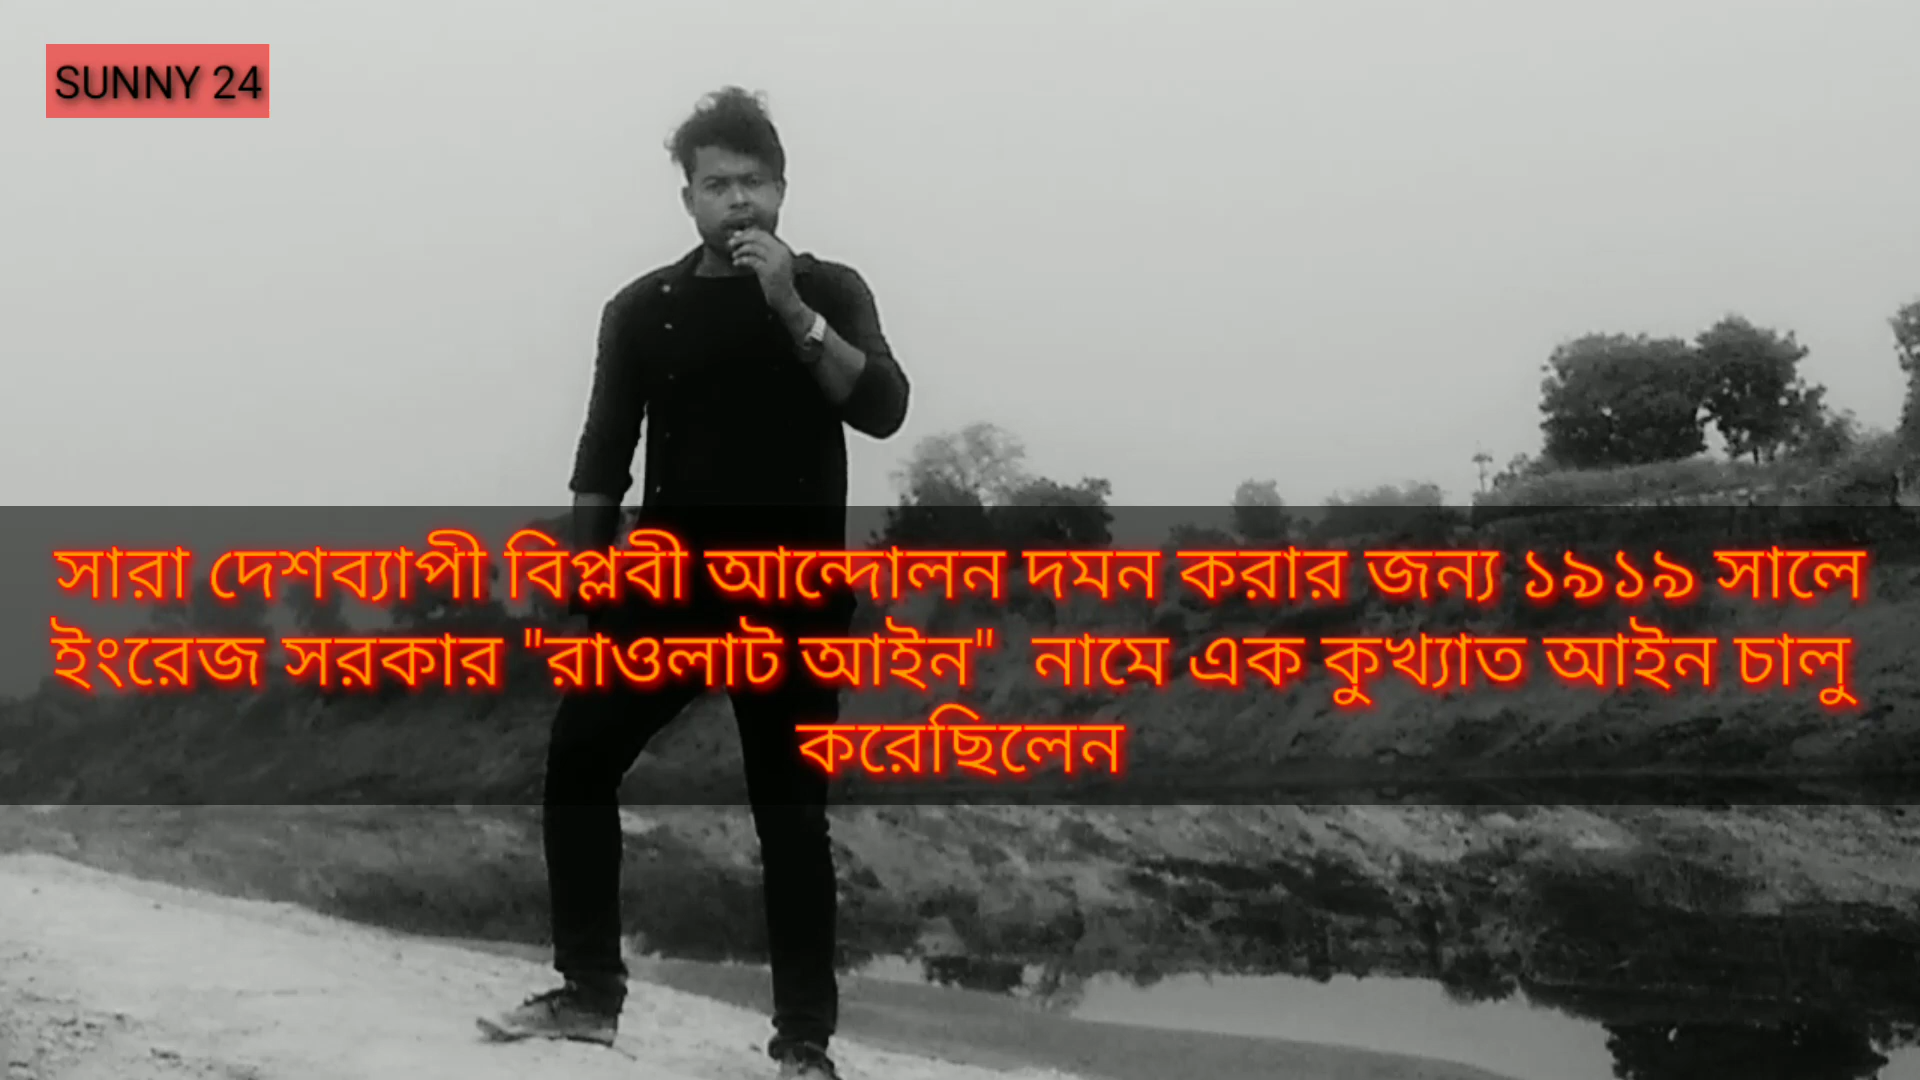 SUNNY 24
সারা দেশব্যাপী বিপ্লবী আন্দোলন দমন করার জন্য ১৯১৯ সালে
ইংরেজ সরকার "রাওলাট আইন" নামে এক কুখ্যাত আইন চালু
করেছিলেন